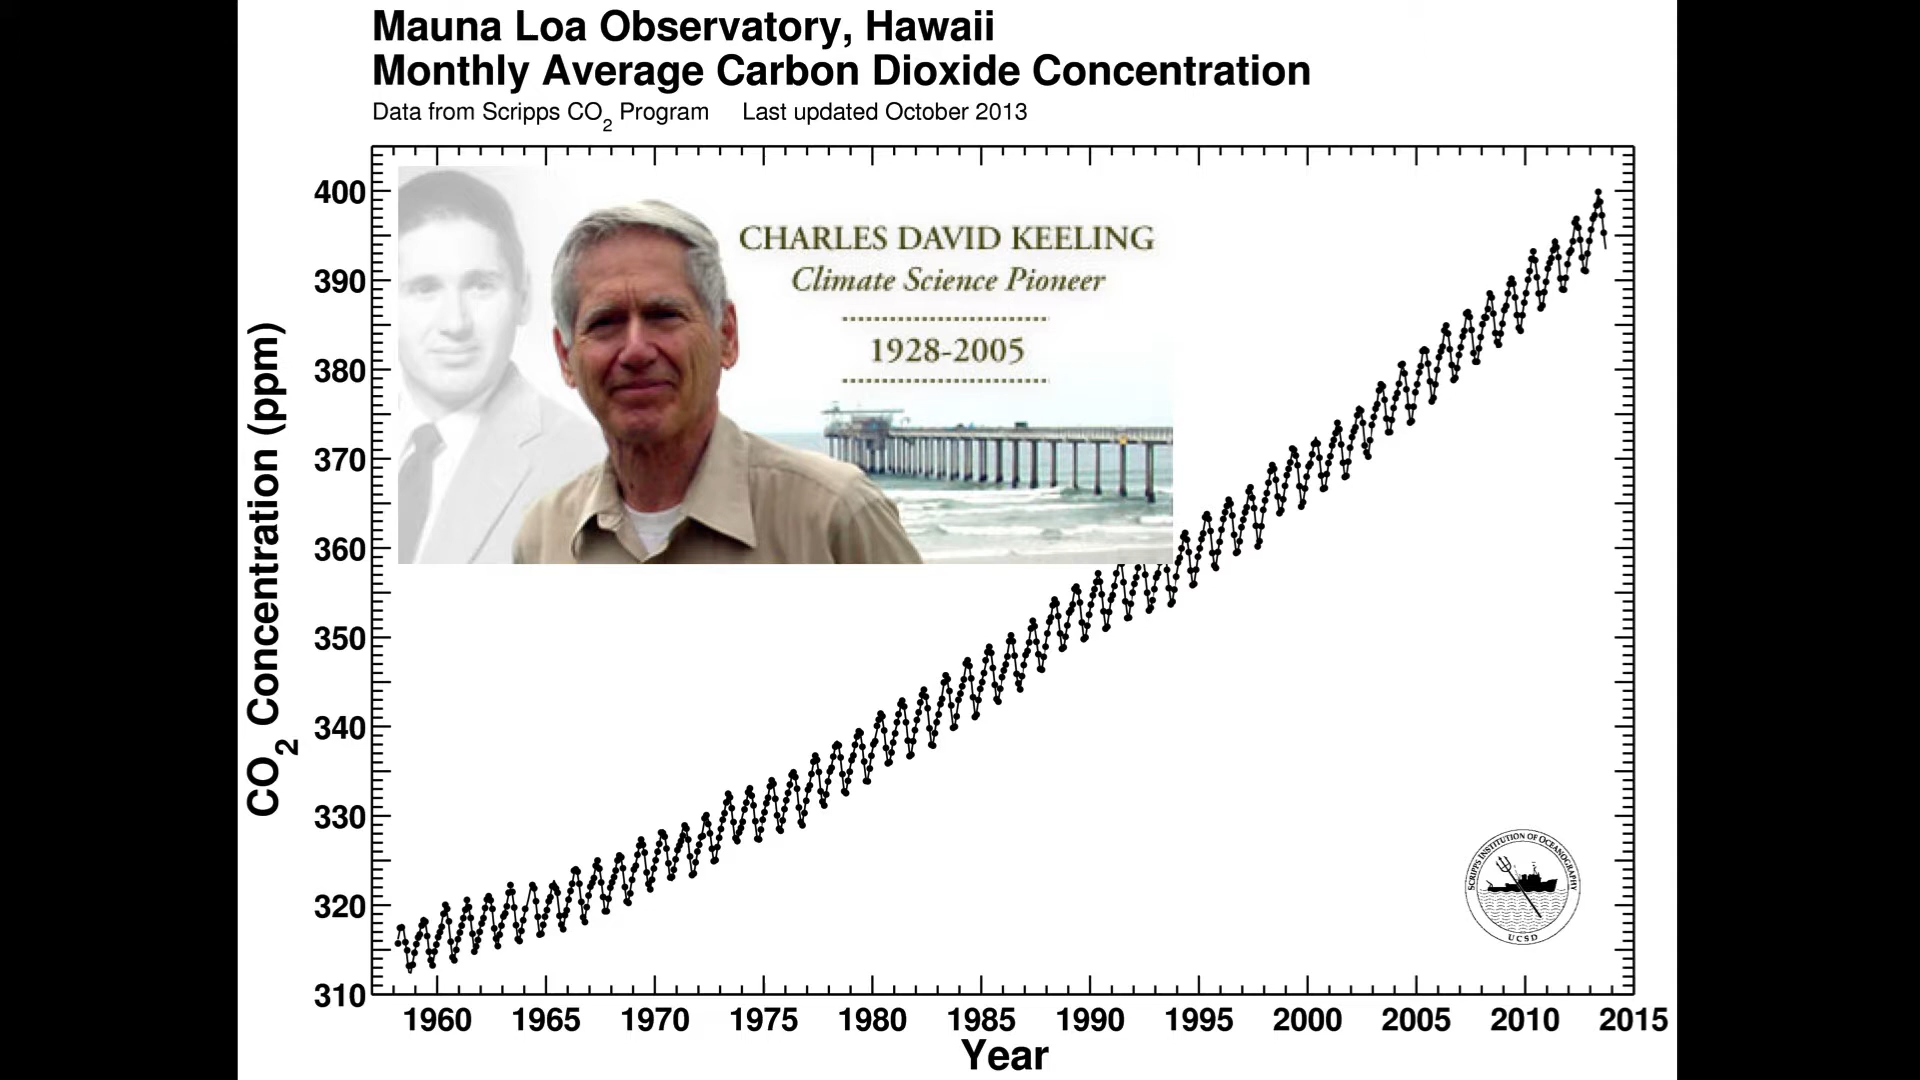 Mauna Loa Observatory, Hawaii
Monthly Average Carbon Dioxide Concentration
Data from Scripps CO2 Program Last updated October 2013
CHARLES DAVID KEELING
Climate Science Pioneer
1928-2005
CO2 Concentration (ppm)
400
390
380
370
360
350
340
330
320
310
SCRIPPS INSTITUTION OF OCEANOGRAPHY
UCSD
1960 1965 1970 1975 1980 1985 1990 1995 2000 2005 2010 2015
Year